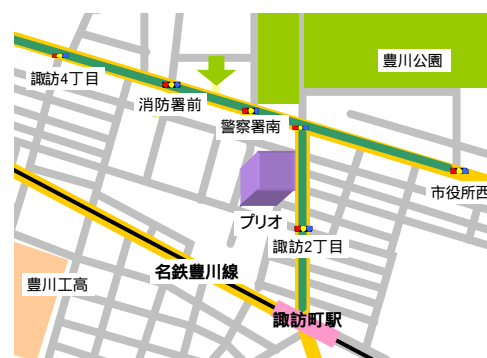 豊川公園
諏訪4丁目
消防署前
警察署南
市役所西
プリオ
諏訪2丁目
名鉄豊川線
豊川工高
諏訪町駅